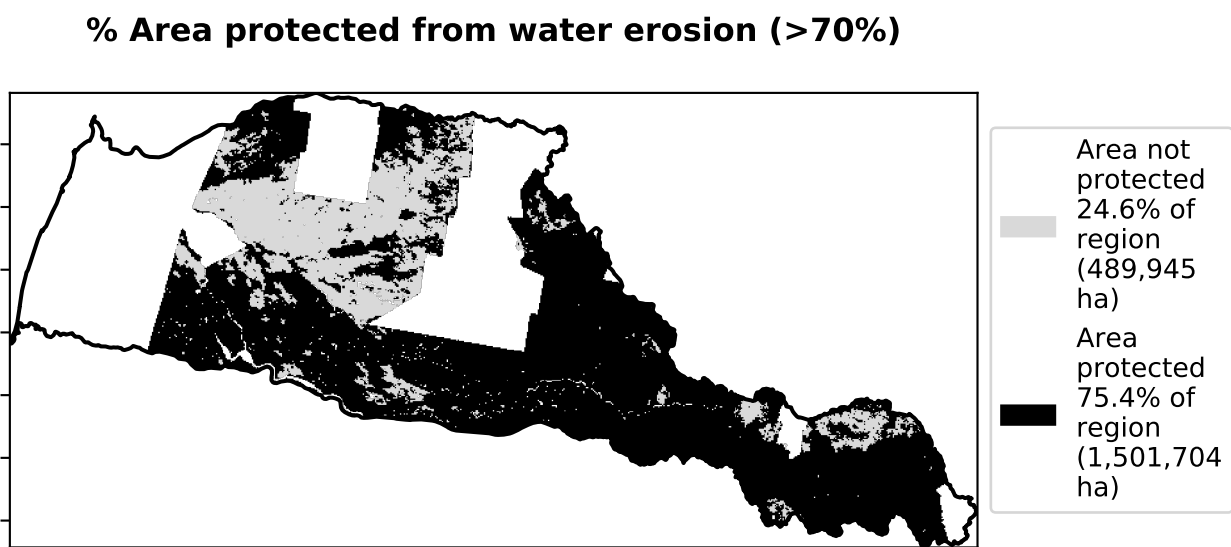 % Area protected from water erosion (>70%)
Area not
protected
24.6% of
region
(489,945
ha)
Area
protected
75.4% of
region
(1,501,704
ha)